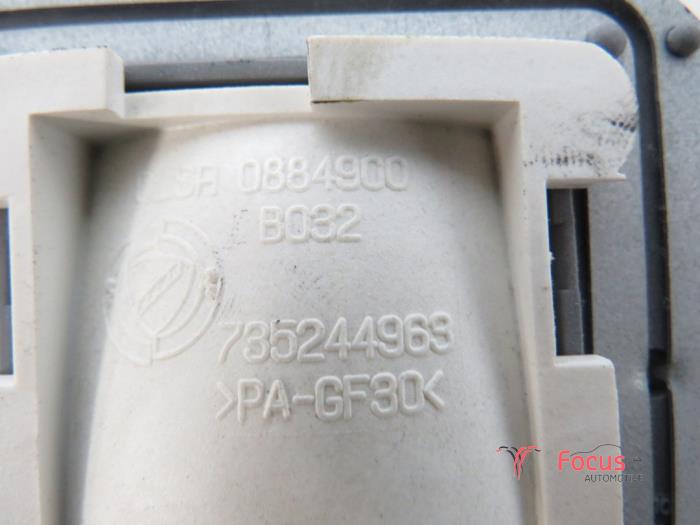 0884900
B032
735244963
>PA-GF30<
Focus
AUTOMOTIVE